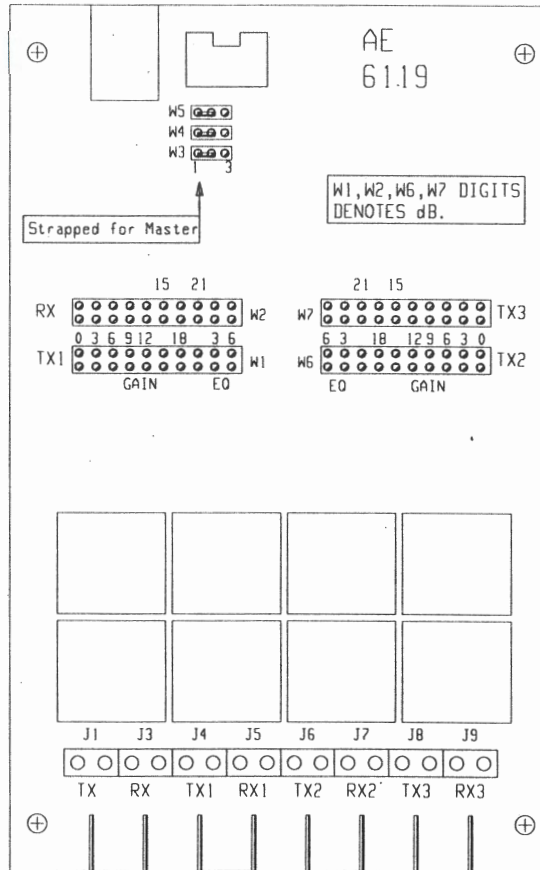 AE
61.19
W5
W4
W3
1 3
W1,W2,W6,W7 DIGITS
DENOTES dB.
Strapped for Master
15 21
RX W2
0 3 6 9 12 18 3 6
TX1 W1
GAIN EQ
21 15
W7 TX3
6 3 18 12 9 6 3 0
W6 TX2
EQ GAIN
J1 J3 J4 J5 J6 J7 J8 J9
TX RX TX1 RX1 TX2 RX2 TX3 RX3